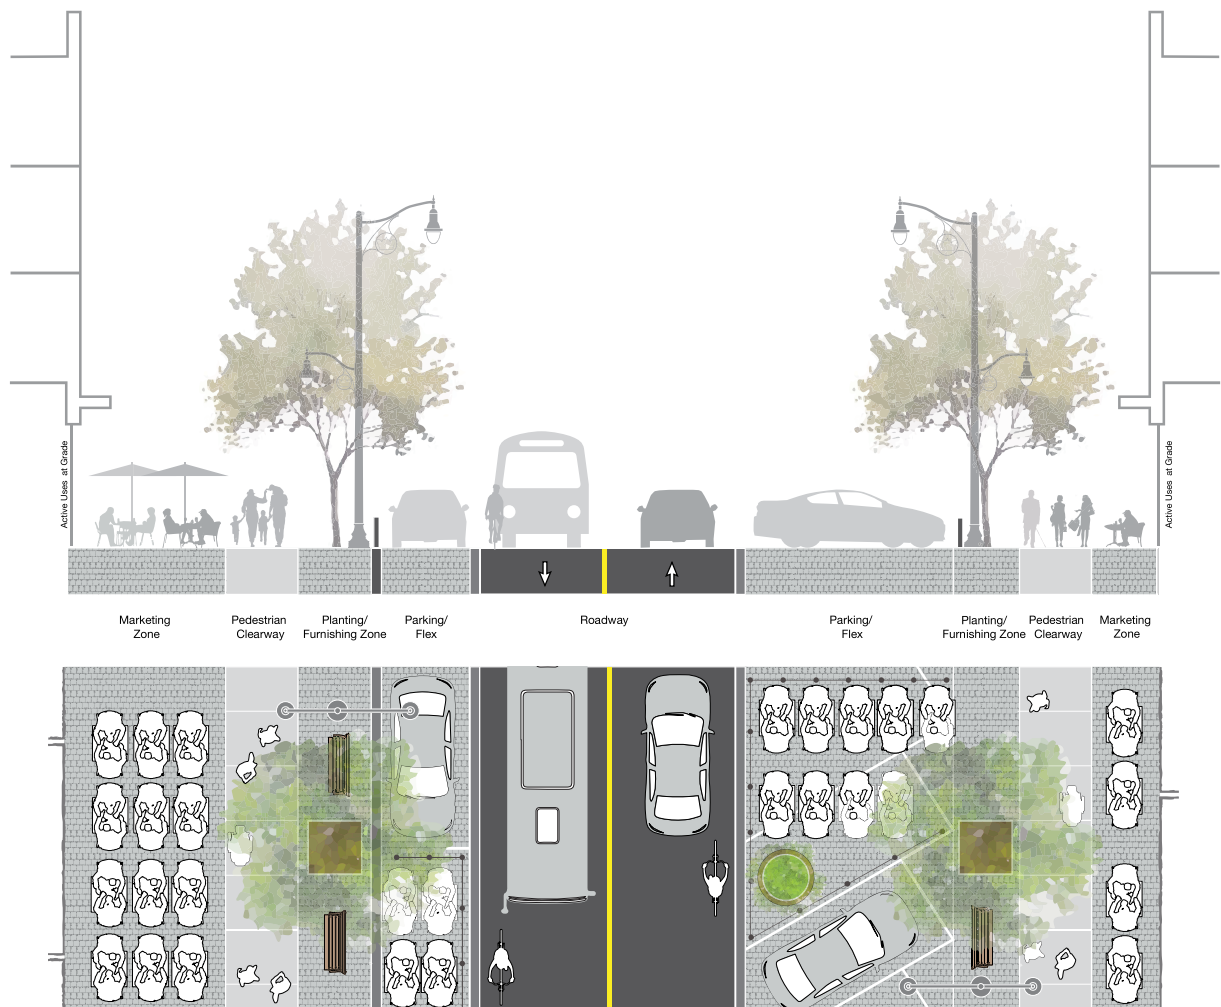 Active Uses at Grade
Active Uses at Grade
Marketing
Zone
Pedestrian
Clearway
Planting/
Furnishing Zone
Parking/
Flex
Roadway
Parking/
Flex
Planting/
Furnishing Zone
Pedestrian
Clearway
Marketing
Zone